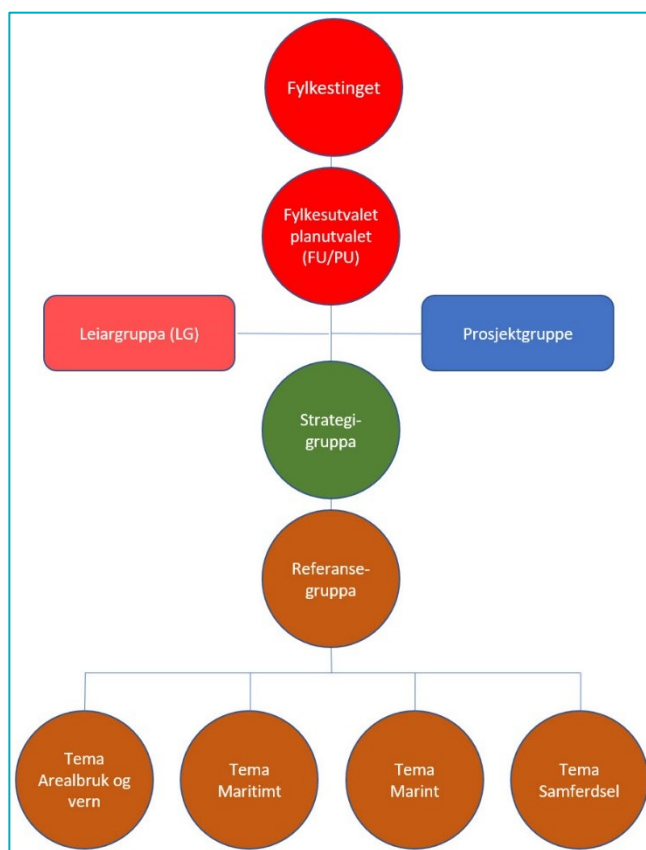 Fylkestinget
Fylkesutvalet
planutvalet
(FU/PU)
Leiargruppa (LG)
Prosjektgruppe
Strategi-
gruppa
Referanse-
gruppa
Tema
Arealbruk og
vern
Tema
Maritimt
Tema
Marint
Tema
Samferdsel